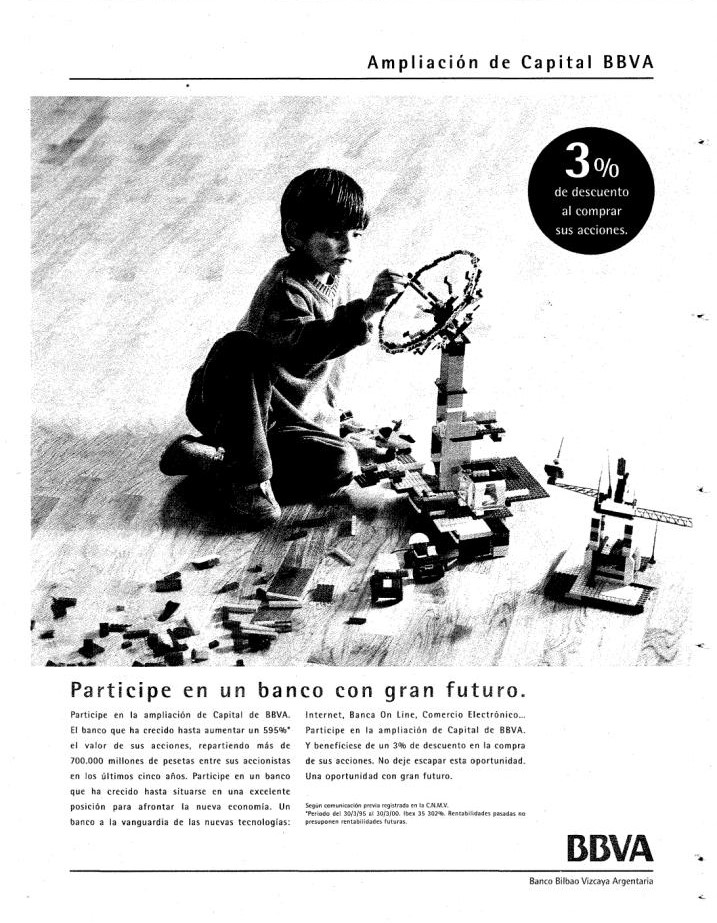 Ampliación de Capital BBVA
3%
de descuento
al comprar
sus acciones.
Participe en un banco con gran futuro.
Participe en la ampliación de Capital de BBVA.
El banco que ha crecido hasta aumentar un 595%*
el valor de sus acciones, repartiendo más de
700.000 millones de pesetas entre sus accionistas
en los últimos cinco años. Participe en un banco
que ha crecido hasta situarse en una excelente
posición para afrontar la nueva economía. Un
banco a la vanguardia de las nuevas tecnologías:
Internet, Banca On Line, Comercio Electrónico...
Participe en la ampliación de Capital de BBVA.
Y benefíciese de un 3% de descuento en la compra
de sus acciones. No deje escapar esta oportunidad.
Una oportunidad con gran futuro.
Según comunicación previa registrada en la C.N.M.V.
*Periodo del 30/3/95 al 30/3/00. Ibex 35 302%. Rentabilidades pasadas no
presuponen rentabilidades futuras.
BBVA
Banco Bilbao Vizcaya Argentaria